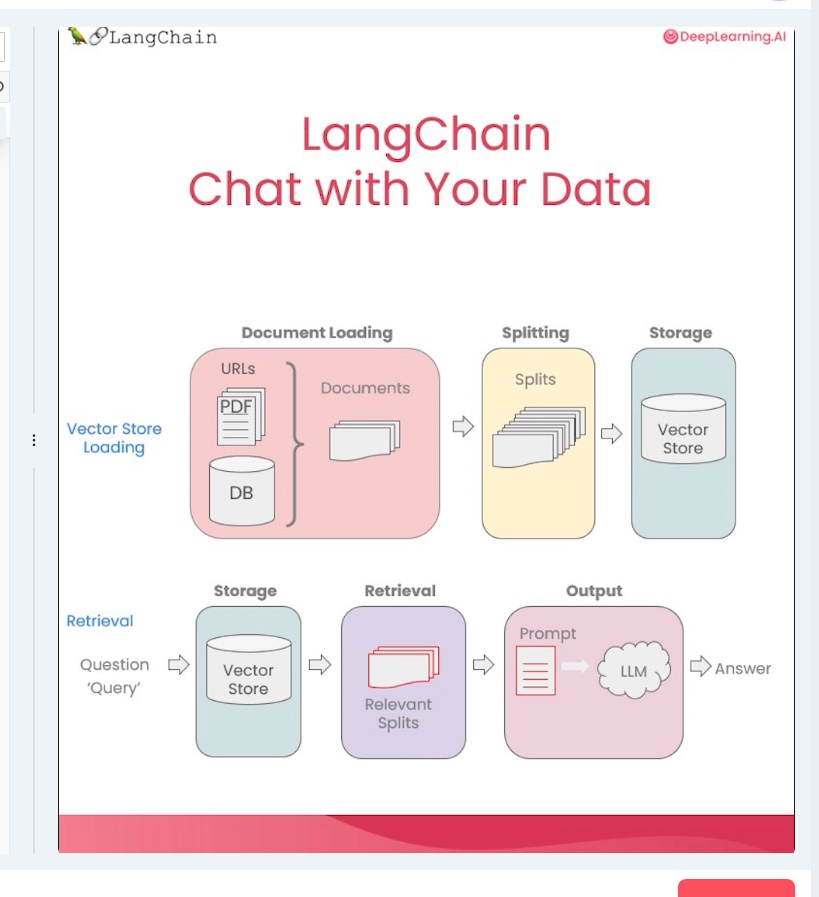 LangChain
DeepLearning.AI
LangChain
Chat with Your Data
Document Loading
Splitting
Storage
URLs
PDF
DB
Documents
Splits
Vector
Store
Vector Store
Loading
Storage
Retrieval
Output
Retrieval
Question
‘Query’
Vector
Store
Relevant
Splits
Prompt
LLM
Answer